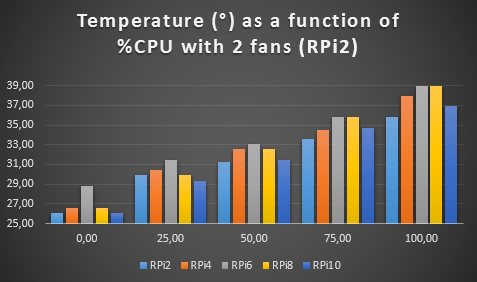 Temperature (°) as a function of
%CPU with 2 fans (RPi2)
39,00
37,00
35,00
33,00
31,00
29,00
27,00
25,00
0,00 25,00 50,00 75,00 100,00
RPi2 RPi4 RPi6 RPi8 RPi10